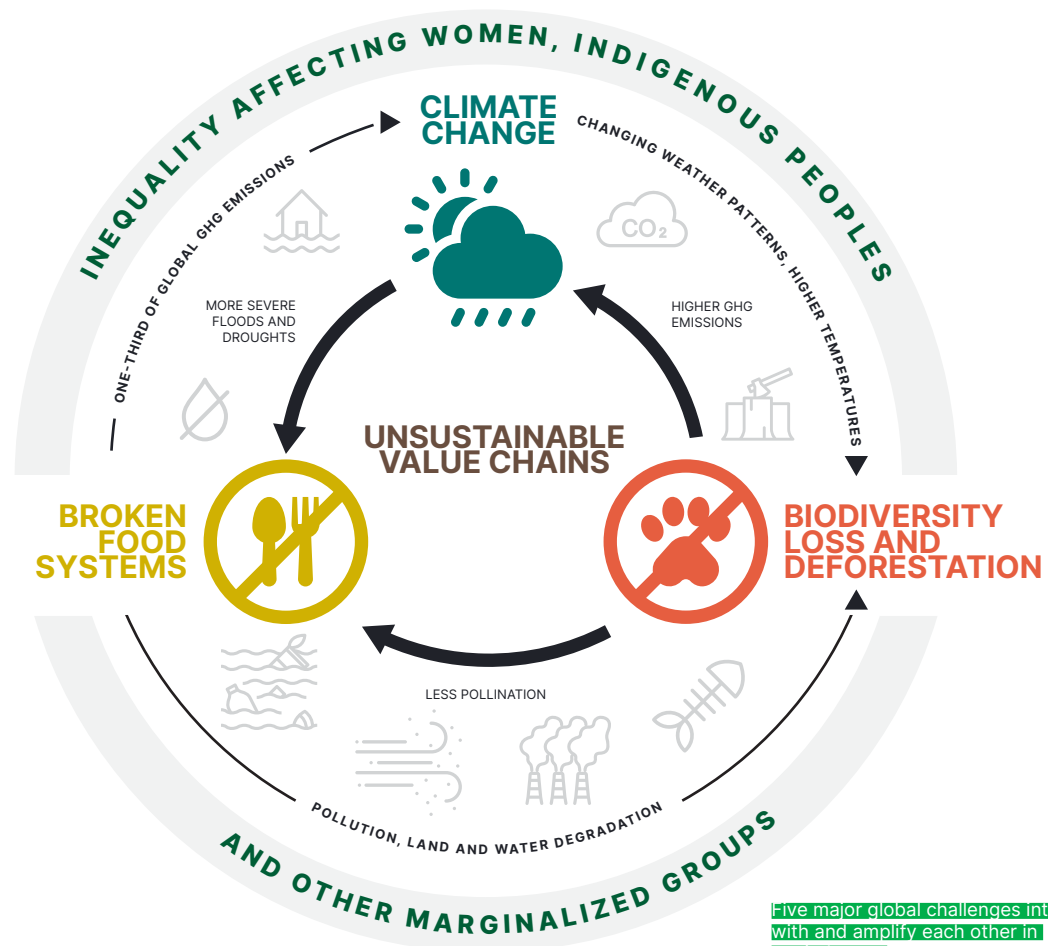 INEQUALITY AFFECTING WOMEN, INDIGENOUS PEOPLES
CLIMATE
CHANGE
ONE-THIRD OF GLOBAL GHG EMISSIONS
CHANGING WEATHER PATTERNS, HIGHER TEMPERATURES
CO₂
MORE SEVERE
FLOODS AND
DROUGHTS
HIGHER GHG
EMISSIONS
UNSUSTAINABLE
VALUE CHAINS
BROKEN
FOOD
SYSTEMS
BIODIVERSITY
LOSS AND
DEFORESTATION
LESS POLLINATION
POLLUTION, LAND AND WATER DEGRADATION
AND OTHER MARGINALIZED GROUPS
Five major global challenges int
with and amplify each other in